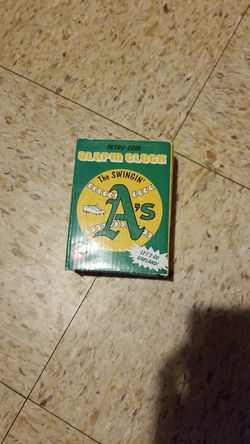 RETRO-COOL
ALARM CLOCK
The SWINGIN'
A's
LET'S GO
OAKLAND!